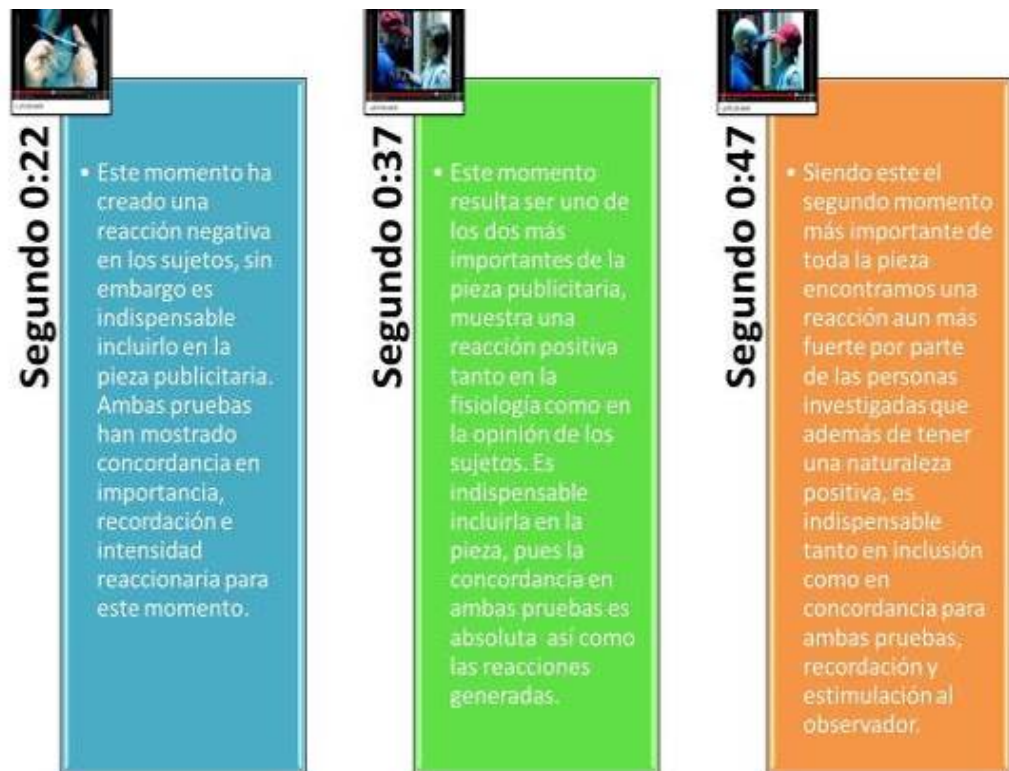 Segundo 0:22
• Este momento ha
creado una
reacción negativa
en los sujetos, sin
embargo es
indispensable
incluirlo en la
pieza publicitaria.
Ambas pruebas
han mostrado
concordancia en
importancia,
recordación e
intensidad
reaccionaria para
este momento.
Segundo 0:37
• Este momento
resulta ser uno de
los dos más
importantes de la
pieza publicitaria,
muestra una
reacción positiva
tanto en la
fisiología como en
la opinión de los
sujetos. Es
indispensable
incluirla en la
pieza, pues la
concordancia en
ambas pruebas es
absoluta así como
las reacciones
generadas.
Segundo 0:47
• Siendo este el
segundo momento
más importante de
toda la pieza
encontramos una
reacción aun más
fuerte por parte
de las personas
investigadas que
además de tener
una naturaleza
positiva, es
indispensable
tanto en inclusión
como en
concordancia para
ambas pruebas,
recordación y
estimulación al
observador.